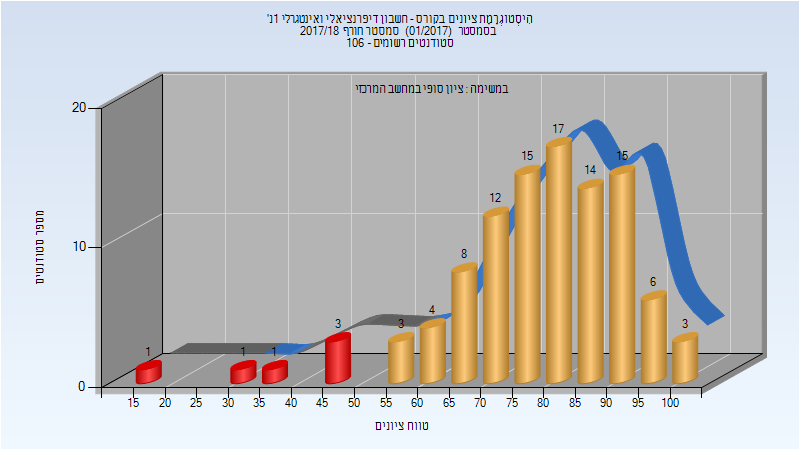 היסטוגרמת ציונים בקורס - חשבון דיפרנציאלי ואינטגרלי 1נ'
בסמסטר (01/2017) סמסטר חורף 2017/18
סטודנטים רשומים - 106
במשימה : ציון סופי במחשב המרכזי
מספר סטודנטים
20
10
0
1 1 1 3 3 4 8 12 15 17 14 15 6 3
15 20 25 30 35 40 45 50 55 60 65 70 75 80 85 90 95 100
טווח ציונים